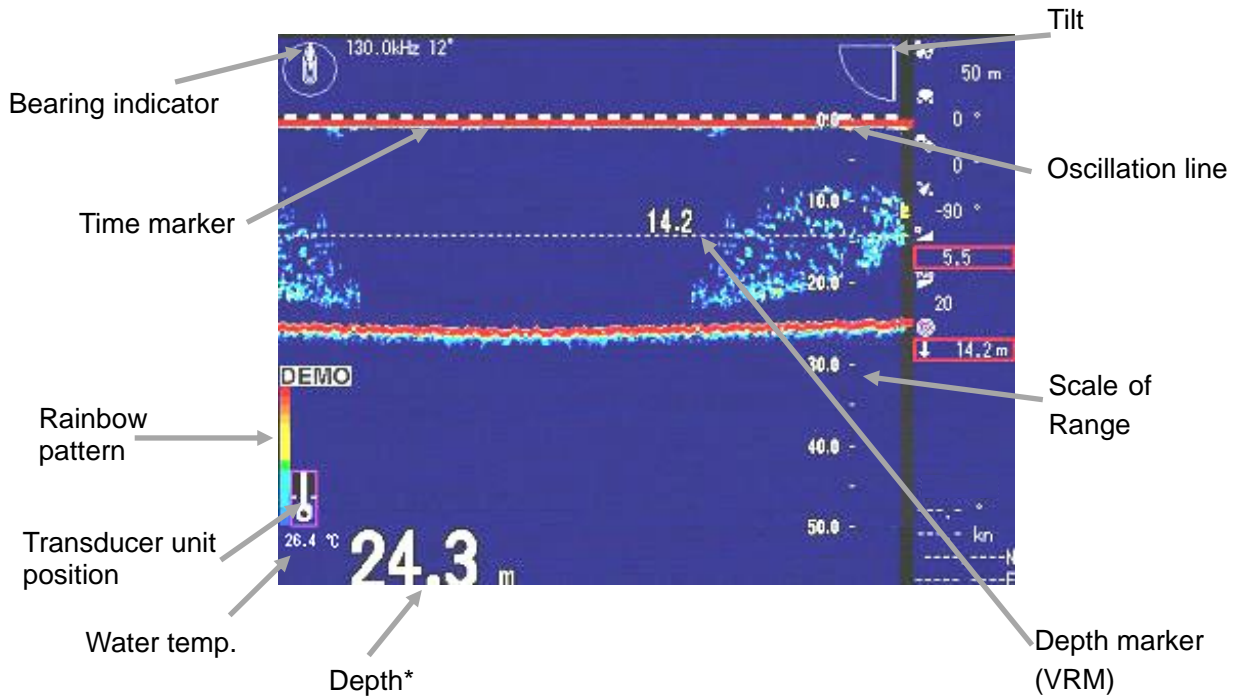 Tilt
130.0kHz 12°
50 m
Bearing indicator
0.0
0 °
Oscillation line
0 °
Time marker
10.0
-90 °
14.2
5.5
20.0
20
14.2 m
30.0
DEMO
Scale of
Range
Rainbow
pattern
40.0
50.0
---.- °
Transducer unit
position
26.4 ℃
24.3 m
--.- kn
N
Water temp.
Depth*
Depth marker
(VRM)